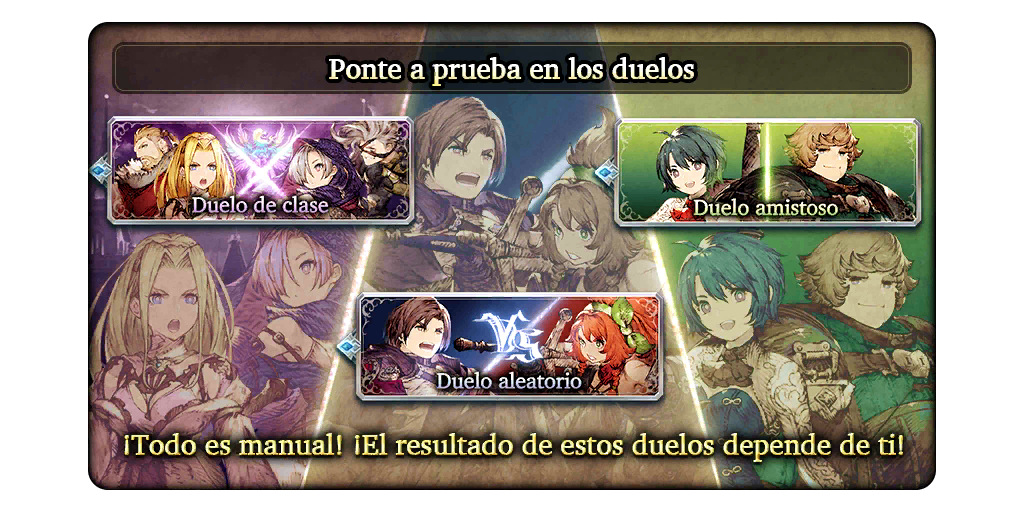 Ponte a prueba en los duelos
Duelo de clase
Duelo amistoso
VS
Duelo aleatorio
¡Todo es manual! ¡El resultado de estos duelos depende de ti!